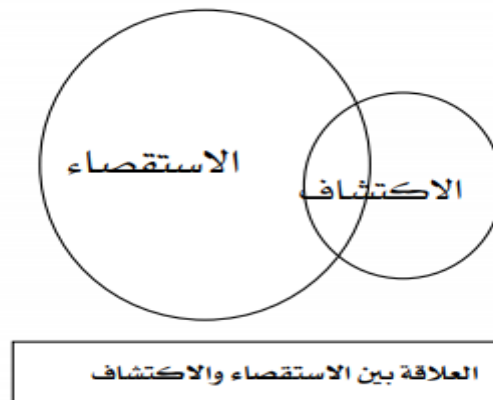 الاستقصاء
الاكتشاف
العلاقة بين الاستقصاء والاكتشاف